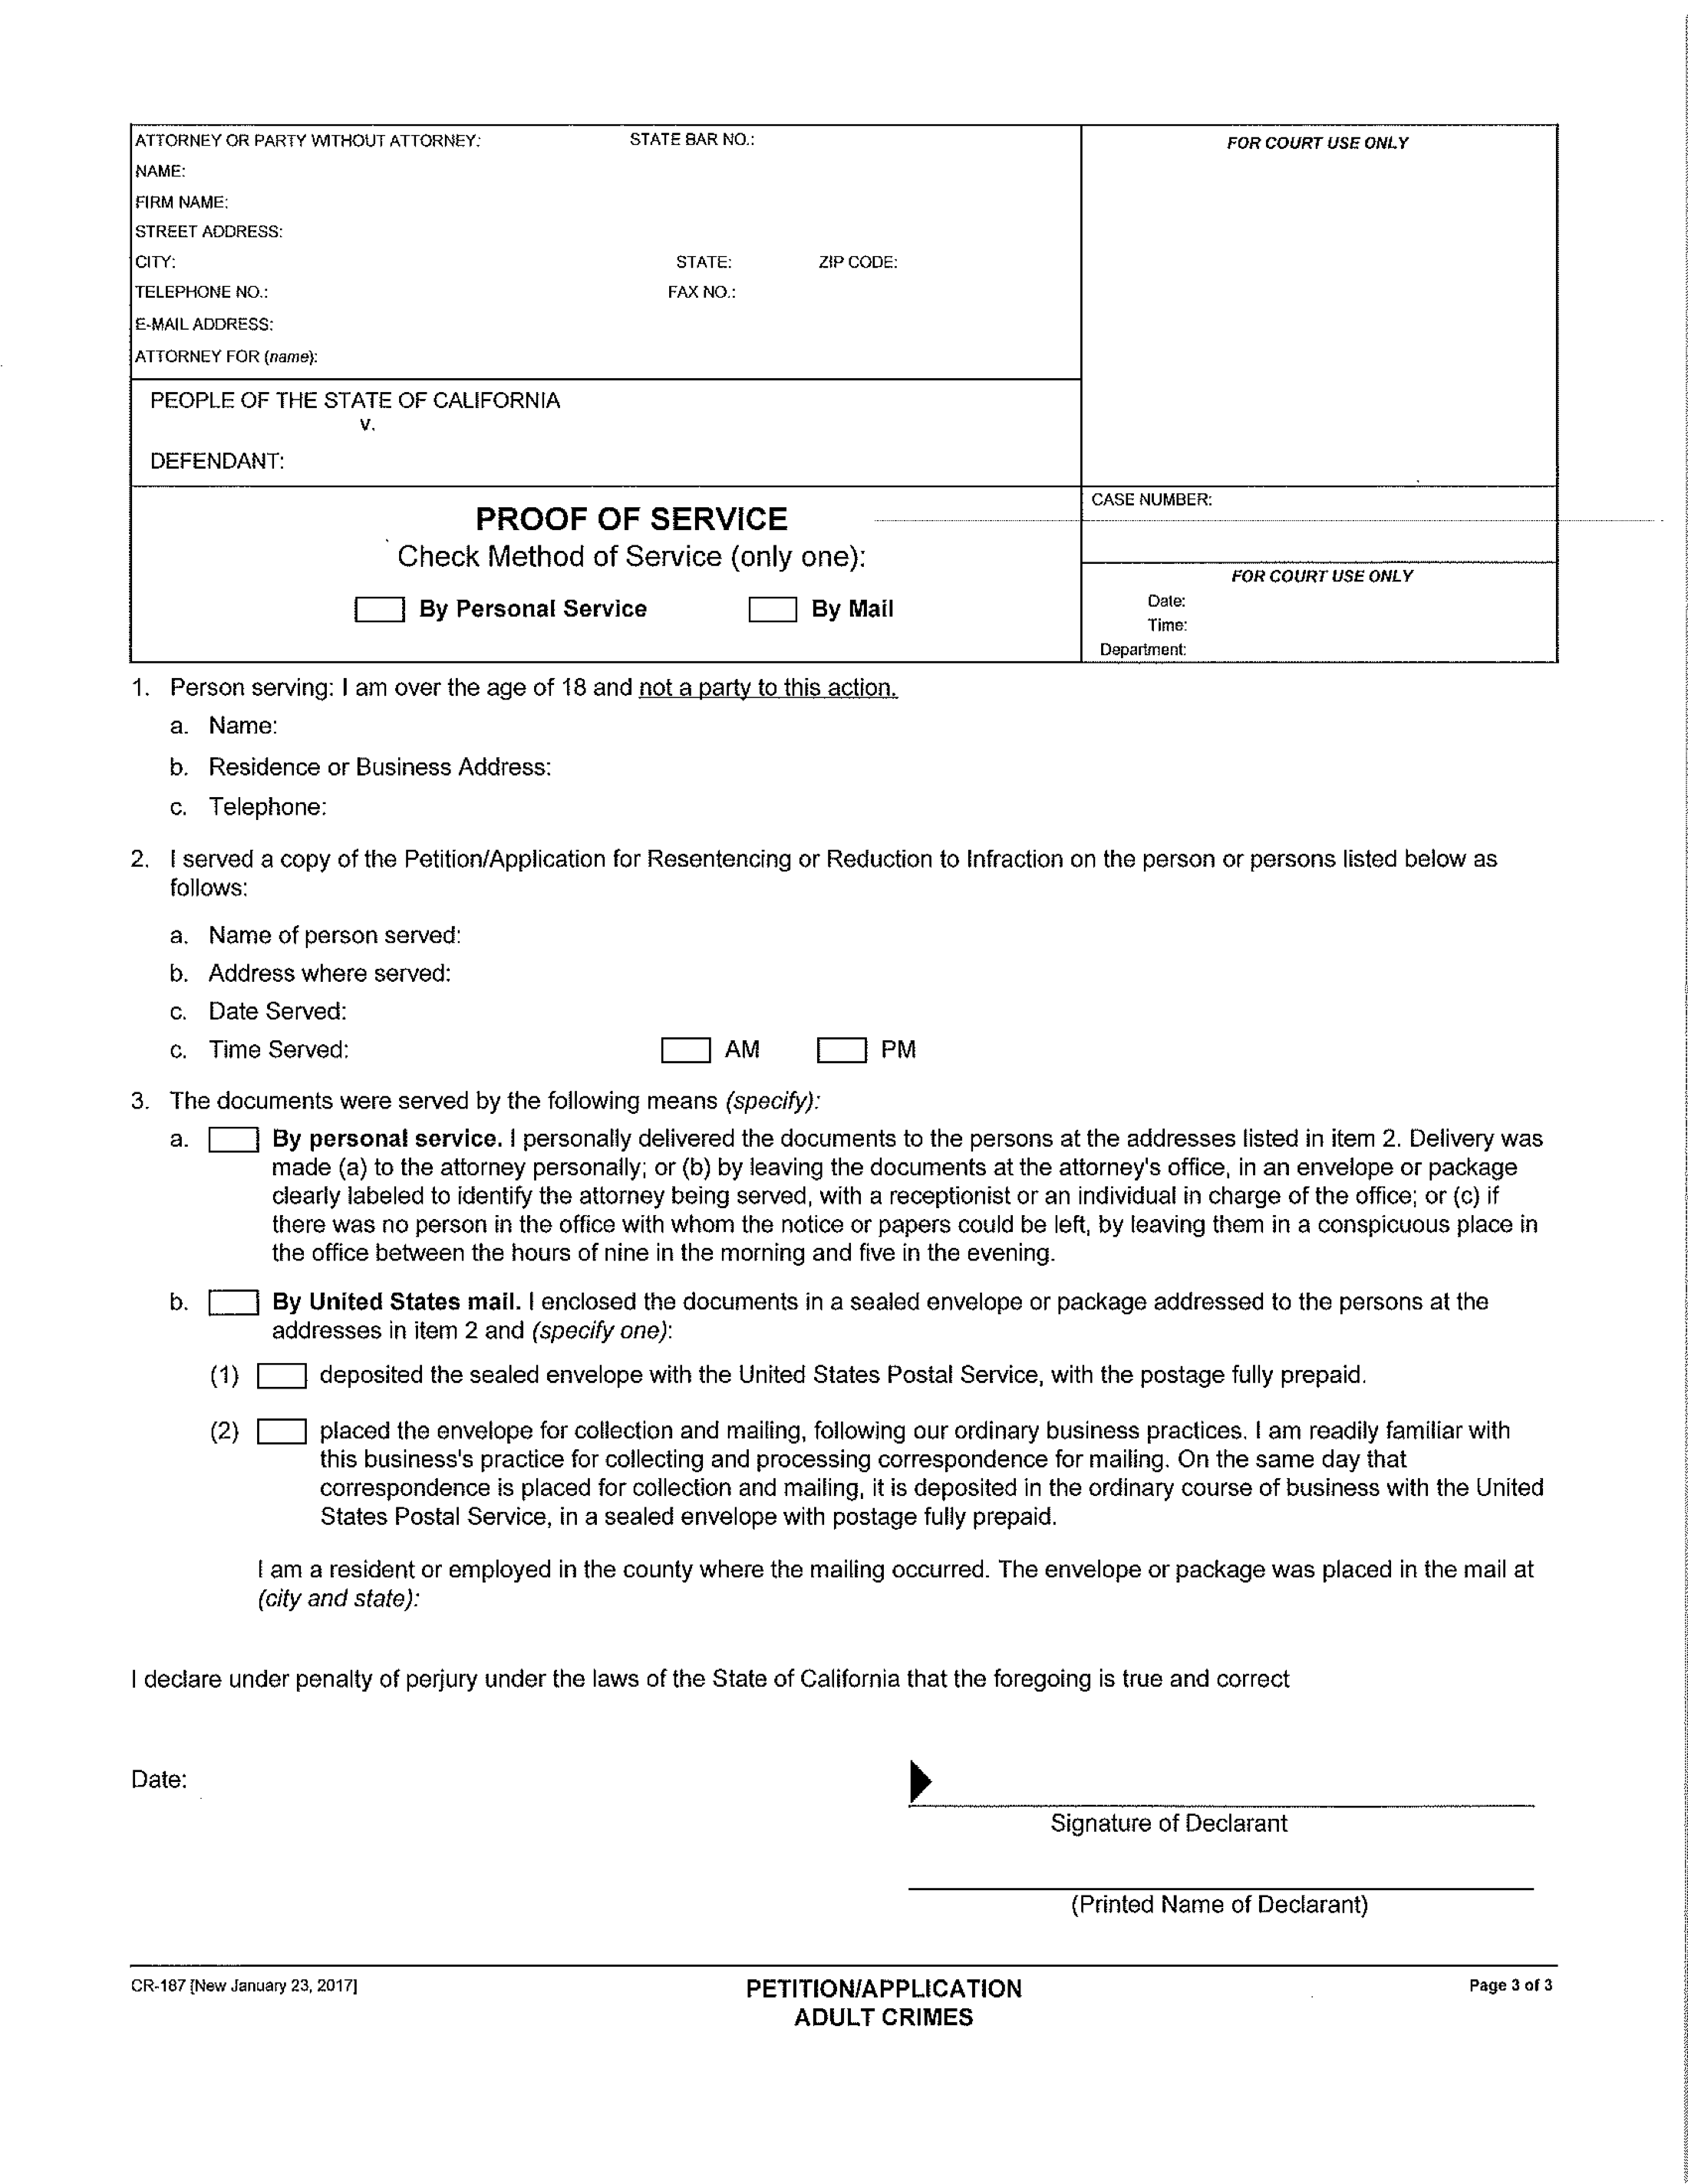 ATTORNEY OR PARTY WITHOUT ATTORNEY: STATE BAR NO.:
NAME:
FIRM NAME:
STREET ADDRESS:
CITY: STATE: ZIP CODE:
TELEPHONE NO.: FAX NO.:
E-MAIL ADDRESS:
ATTORNEY FOR (name):
FOR COURT USE ONLY
PEOPLE OF THE STATE OF CALIFORNIA
v.
DEFENDANT:
PROOF OF SERVICE
Check Method of Service (only one):
By Personal Service By Mail
CASE NUMBER:
FOR COURT USE ONLY
Date:
Time:
Department:
1. Person serving: I am over the age of 18 and not a party to this action.
a. Name:
b. Residence or Business Address:
c. Telephone:
2. I served a copy of the Petition/Application for Resentencing or Reduction to Infraction on the person or persons listed below as
follows:
a. Name of person served:
b. Address where served:
c. Date Served:
c. Time Served: AM PM
3. The documents were served by the following means (specify):
a. By personal service. I personally delivered the documents to the persons at the addresses listed in item 2. Delivery was
made (a) to the attorney personally; or (b) by leaving the documents at the attorney's office, in an envelope or package
clearly labeled to identify the attorney being served, with a receptionist or an individual in charge of the office; or (c) if
there was no person in the office with whom the notice or papers could be left, by leaving them in a conspicuous place in
the office between the hours of nine in the morning and five in the evening.
b. By United States mail. I enclosed the documents in a sealed envelope or package addressed to the persons at the
addresses in item 2 and (specify one):
(1) deposited the sealed envelope with the United States Postal Service, with the postage fully prepaid.
(2) placed the envelope for collection and mailing, following our ordinary business practices. I am readily familiar with
this business's practice for collecting and processing correspondence for mailing. On the same day that
correspondence is placed for collection and mailing, it is deposited in the ordinary course of business with the United
States Postal Service, in a sealed envelope with postage fully prepaid.
I am a resident or employed in the county where the mailing occurred. The envelope or package was placed in the mail at
(city and state):
I declare under penalty of perjury under the laws of the State of California that the foregoing is true and correct
Date:
Signature of Declarant
(Printed Name of Declarant)
CR-187 [New January 23, 2017] PETITION/APPLICATION Page 3 of 3
ADULT CRIMES